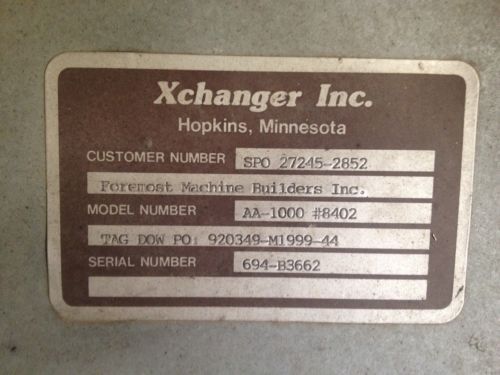 Xchanger Inc.
Hopkins, Minnesota
CUSTOMER NUMBER SPO 27245-2852
Foremost Machine Builders Inc.
MODEL NUMBER AA-1000 #8402
TAG DOW PO: 920349-M1999-44
SERIAL NUMBER 694-B3662